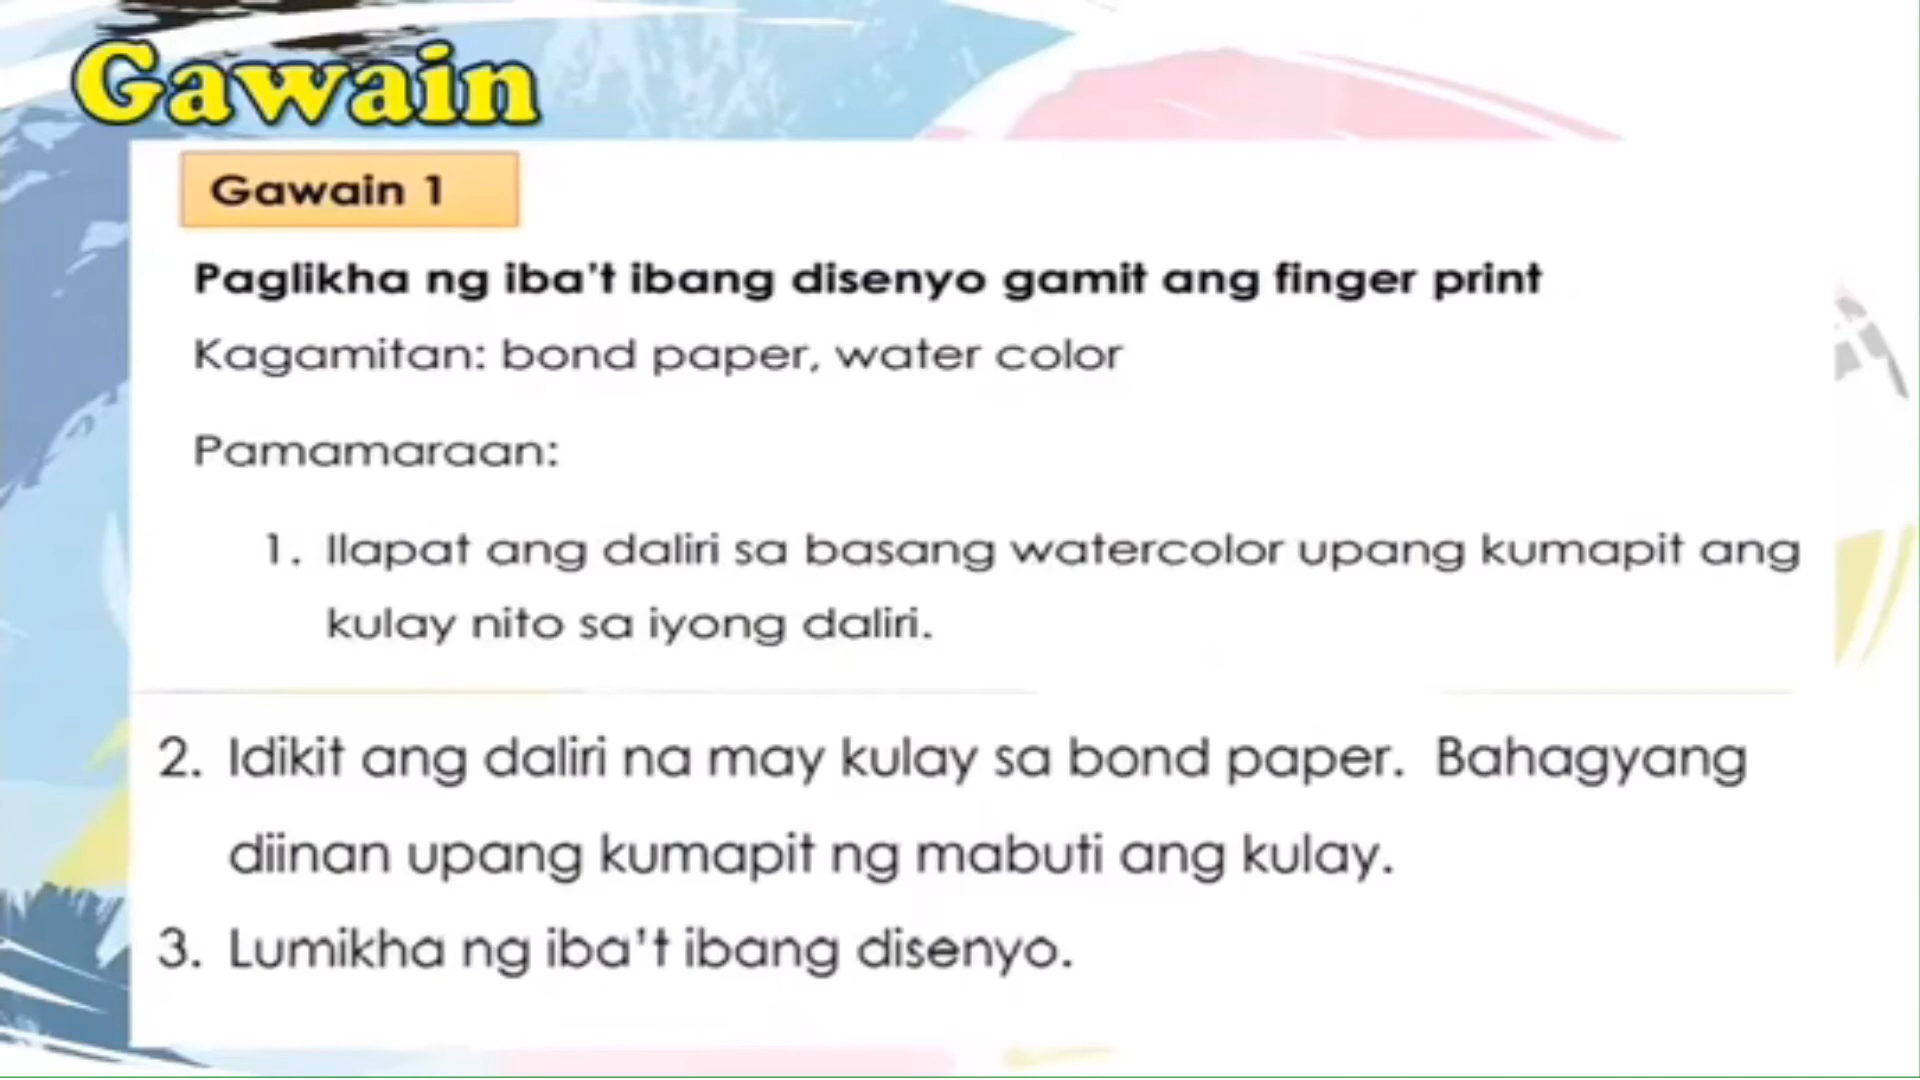 Gawain
Gawain 1
Paglikha ng iba't ibang disenyo gamit ang finger print
Kagamitan: bond paper, water color
Pamamaraan:
1. Ilapat ang daliri sa basang watercolor upang kumapit ang
kulay nito sa iyong daliri.
2. Idikit ang daliri na may kulay sa bond paper. Bahagyang
diinan upang kumapit ng mabuti ang kulay.
3. Lumikha ng iba't ibang disenyo.